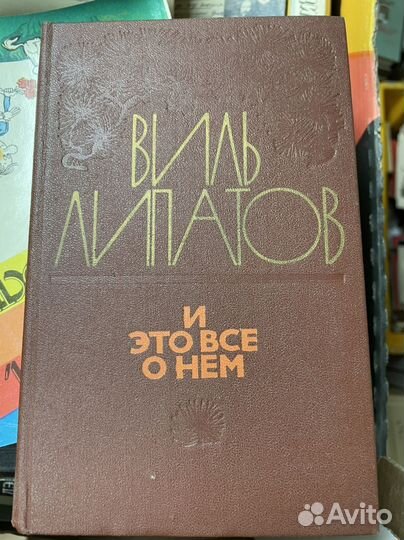 ВИЛЬ
ЛИПАТОВ
И
ЭТО ВСЕ
О НЕМ
Avito